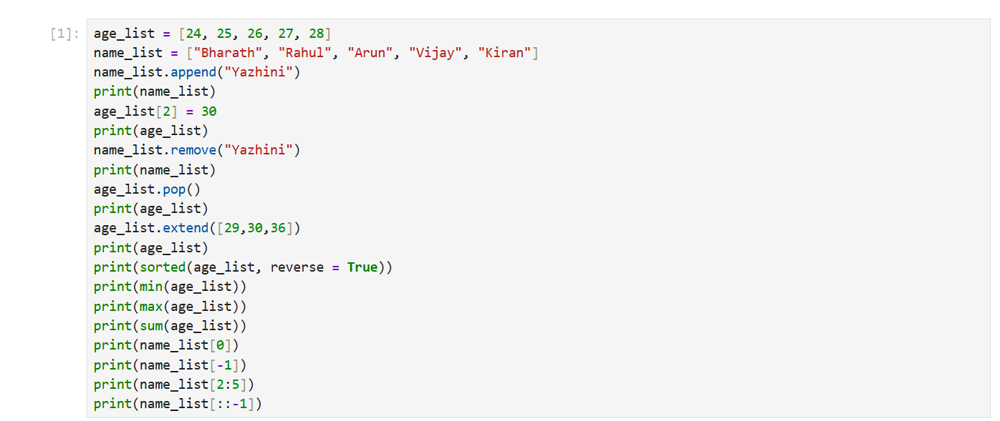 [1]: age_list = [24, 25, 26, 27, 28]
name_list = ["Bharath", "Rahul", "Arun", "Vijay", "Kiran"]
name_list.append("Yazhini")
print(name_list)
age_list[2] = 30
print(age_list)
name_list.remove("Yazhini")
print(name_list)
age_list.pop()
print(age_list)
age_list.extend([29,30,36])
print(age_list)
print(sorted(age_list, reverse = True))
print(min(age_list))
print(max(age_list))
print(sum(age_list))
print(name_list[0])
print(name_list[-1])
print(name_list[2:5])
print(name_list[::-1])